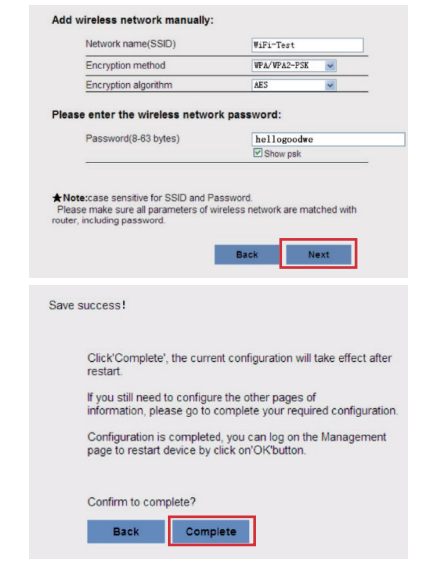 Add wireless network manually:
Network name(SSID) WiFi-Test
Encryption method WPA/WPA2-PSK
Encryption algorithm AES
Please enter the wireless network password:
Password(8-63 bytes) hellogoodwe
Show psk
★Note:case sensitive for SSID and Password.
Please make sure all parameters of wireless network are matched with
router, including password.
Back Next
Save success!
Click'Complete', the current configuration will take effect after
restart.
If you still need to configure the other pages of
information, please go to complete your required configuration.
Configuration is completed, you can log on the Management
page to restart device by click on'OK'button.
Confirm to complete?
Back Complete